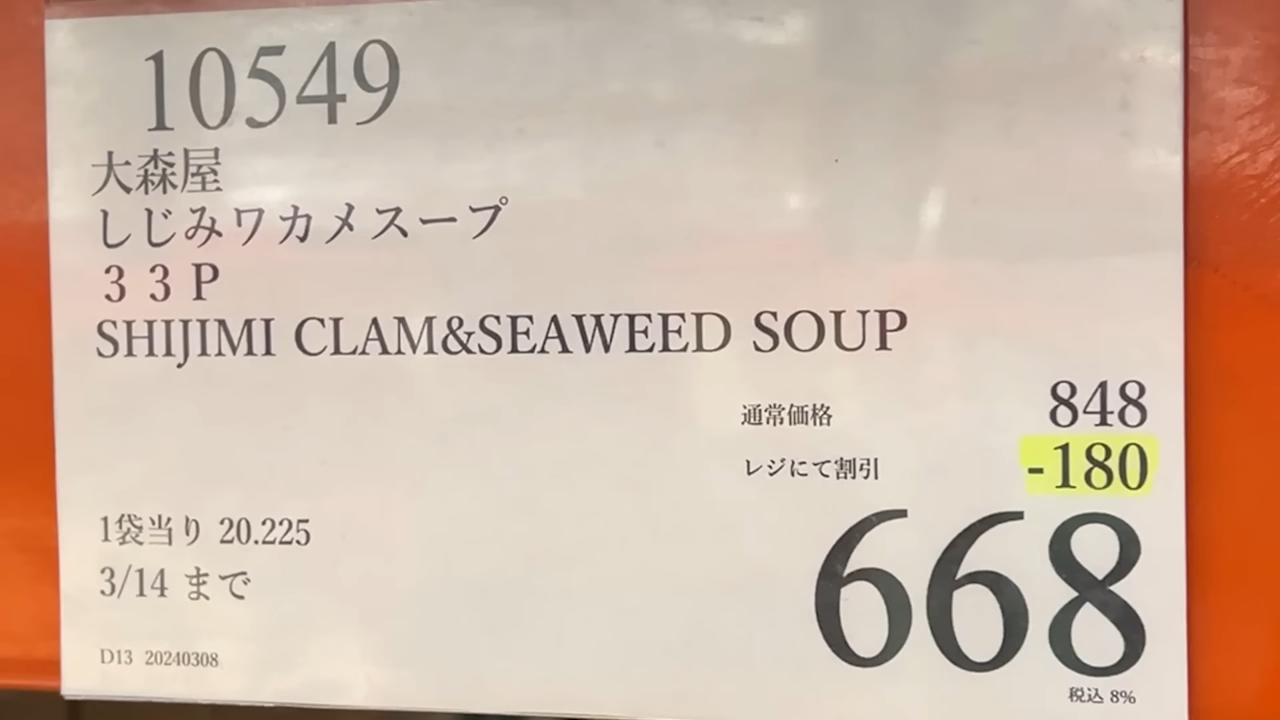 10549
大森屋
しじみワカメスープ
３３Ｐ
SHIJIMI CLAM&SEAWEED SOUP
通常価格 848
レジにて割引 -180
668
1袋当り 20.225
3/14 まで
D13 20240308
税込 8%